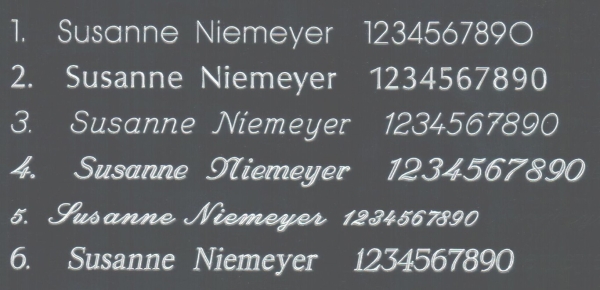 1. Susanne Niemeyer 1234567890
2. Susanne Niemeyer 1234567890
3. Susanne Niemeyer 1234567890
4. Susanne Niemeyer 1234567890
5. Susanne Niemeyer 1234567890
6. Susanne Niemeyer 1234567890